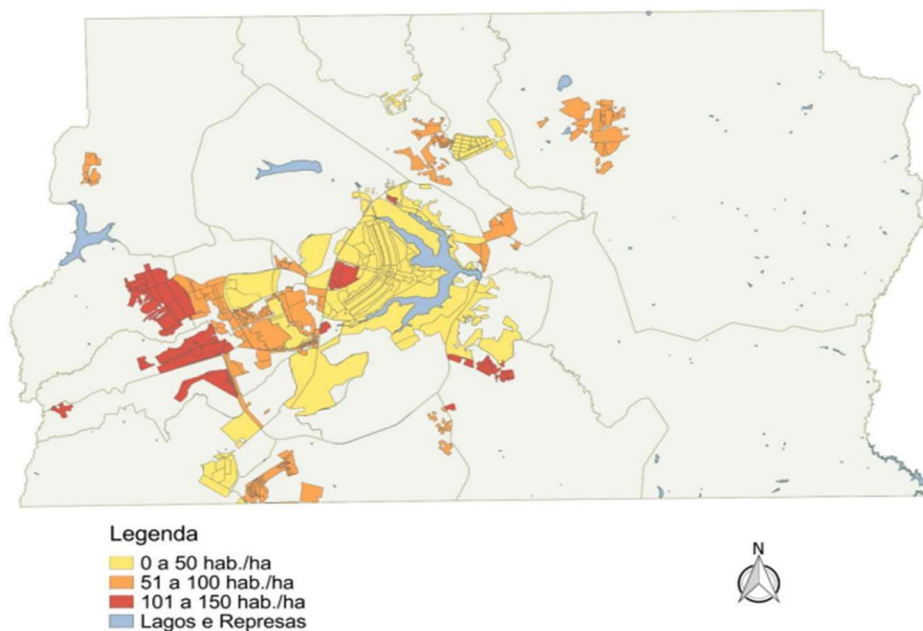 Legenda
0 a 50 hab./ha
51 a 100 hab./ha
101 a 150 hab./ha
Lagos e Represas
N